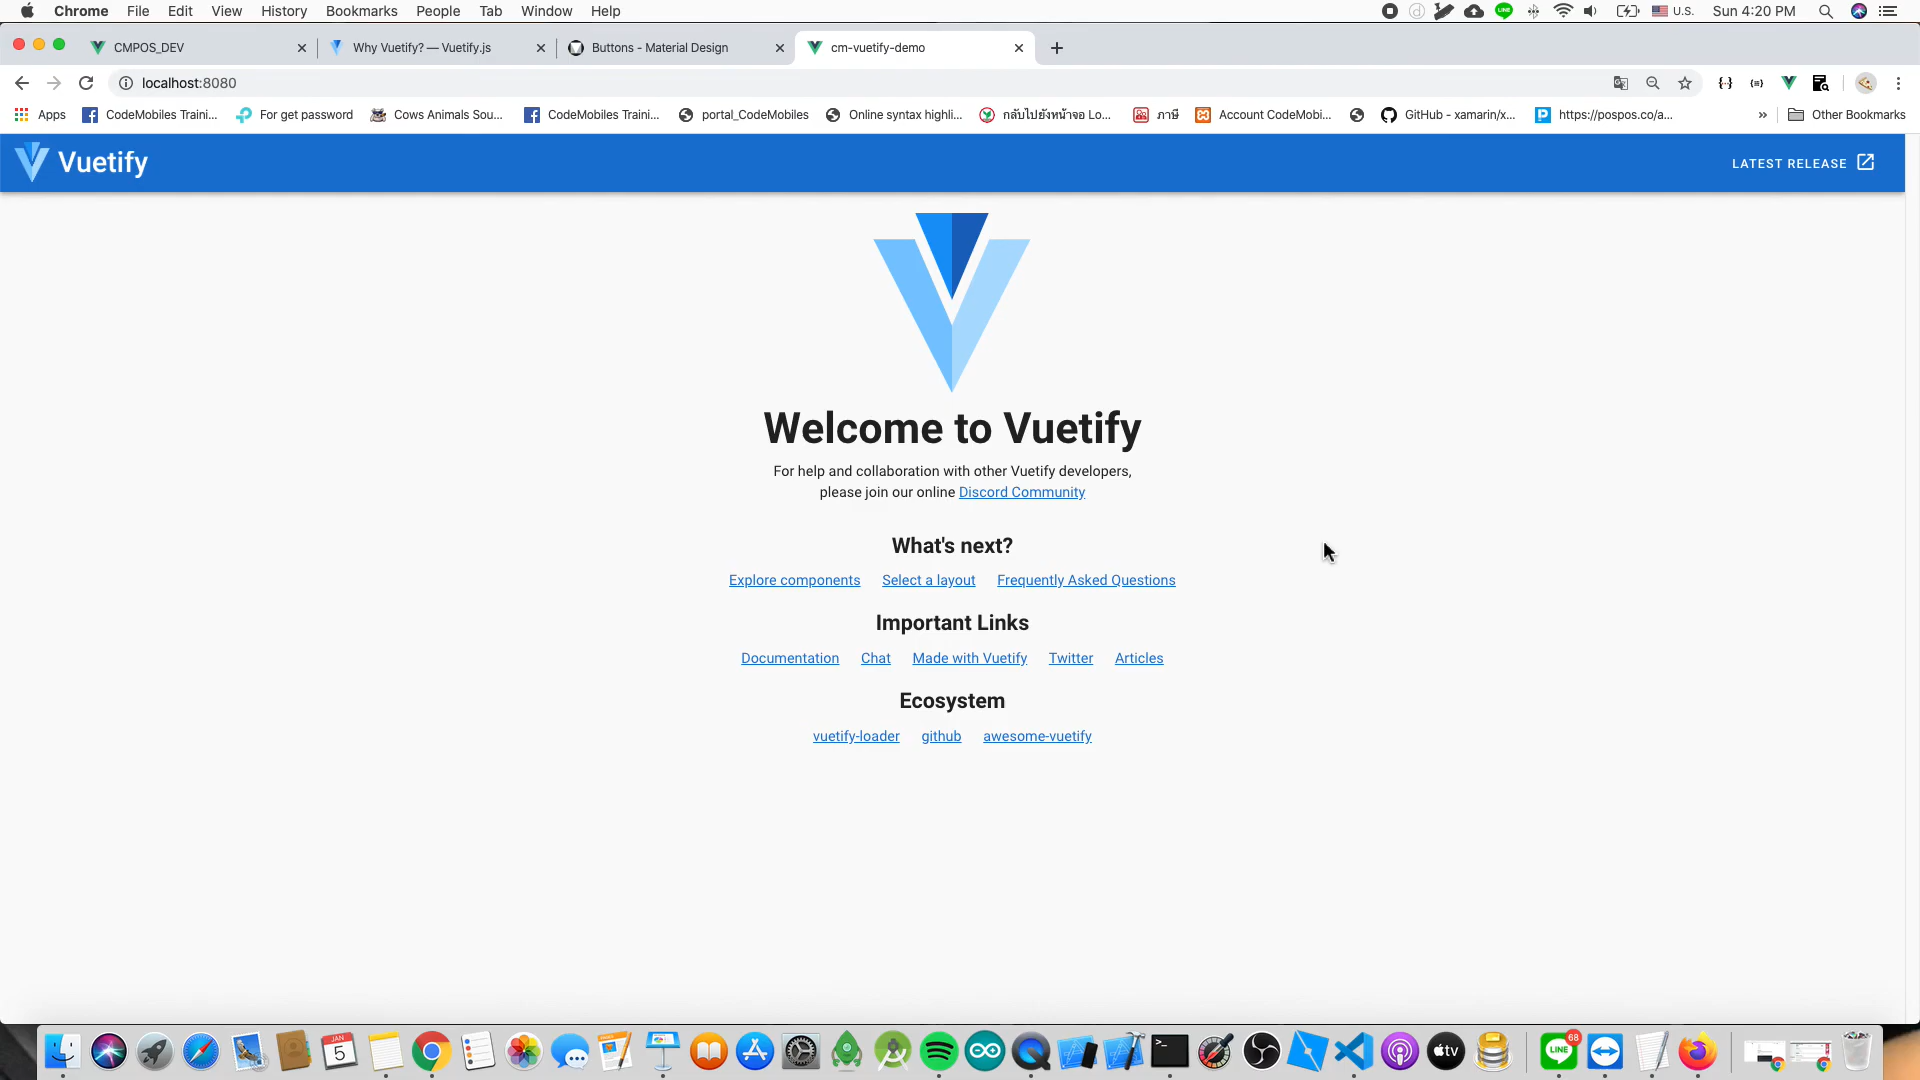 Chrome File Edit View History Bookmarks People Tab Window Help U.S. Sun 4:20 PM
CMPOS_DEV Why Vuetify? — Vuetify.js Buttons - Material Design cm-vuetify-demo
localhost:8080
Apps CodeMobiles Traini... For get password Cows Animals Sou... CodeMobiles Traini... portal_CodeMobiles Online syntax highli... กลับไปยังหน้าจอ Lo... ภาษี Account CodeMobi... GitHub - xamarin/x... https://pospos.co/a... » Other Bookmarks
Vuetify LATEST RELEASE
Welcome to Vuetify
For help and collaboration with other Vuetify developers,
please join our online Discord Community
What's next?
Explore components Select a layout Frequently Asked Questions
Important Links
Documentation Chat Made with Vuetify Twitter Articles
Ecosystem
vuetify-loader github awesome-vuetify
JAN
5
tv
LINE
68